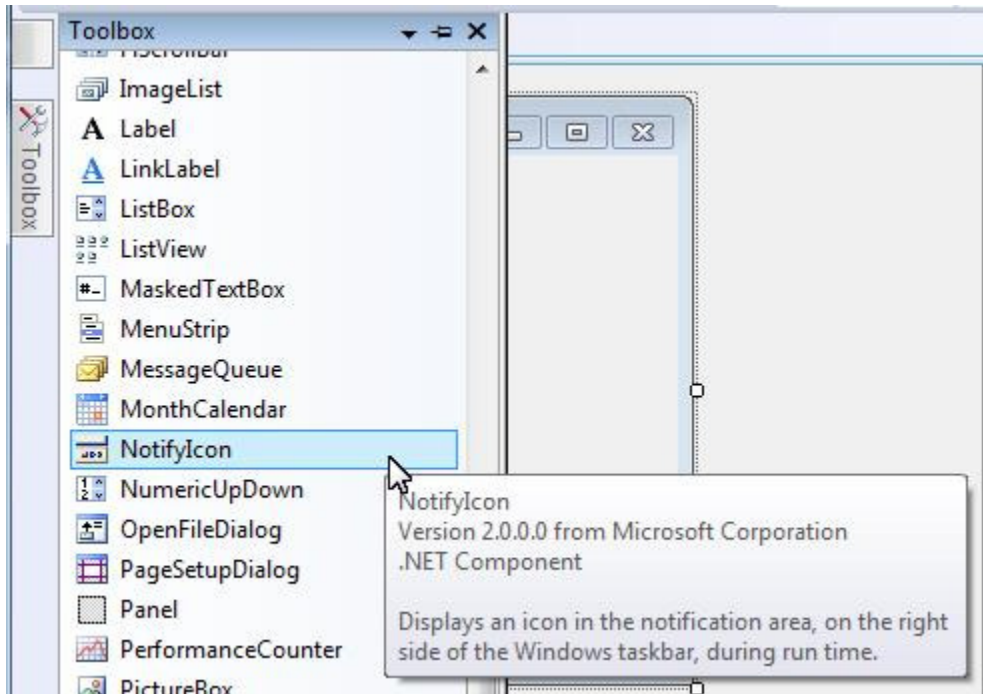 Toolbox
Toolbox
ImageList
A Label
A LinkLabel
ListBox
ListView
#_ MaskedTextBox
MenuStrip
MessageQueue
MonthCalendar
NotifyIcon
NumericUpDown
OpenFileDialog
PageSetupDialog
Panel
PerformanceCounter
PictureBox
NotifyIcon
Version 2.0.0.0 from Microsoft Corporation
.NET Component
Displays an icon in the notification area, on the right
side of the Windows taskbar, during run time.